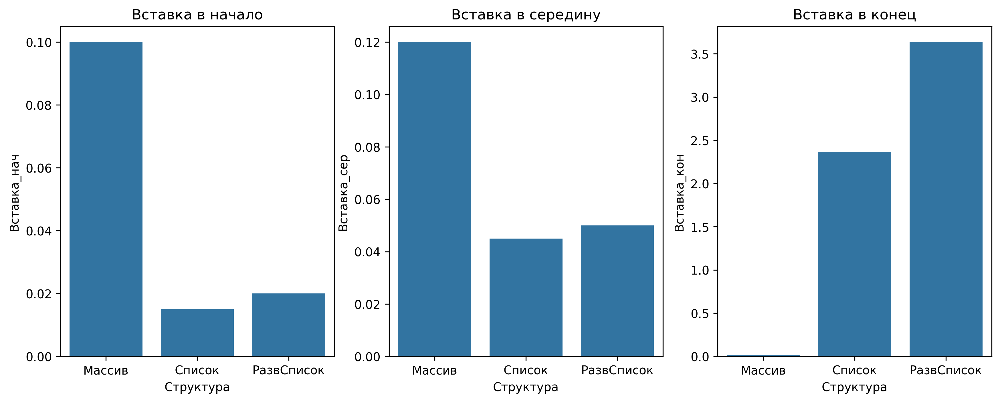 Вставка в начало
Вставка_нач
0.10
0.08
0.06
0.04
0.02
0.00
Массив Список РазвСписок
Структура
Вставка в середину
Вставка_сер
0.12
0.10
0.08
0.06
0.04
0.02
0.00
Массив Список РазвСписок
Структура
Вставка в конец
Вставка_кон
3.5
3.0
2.5
2.0
1.5
1.0
0.5
0.0
Массив Список РазвСписок
Структура